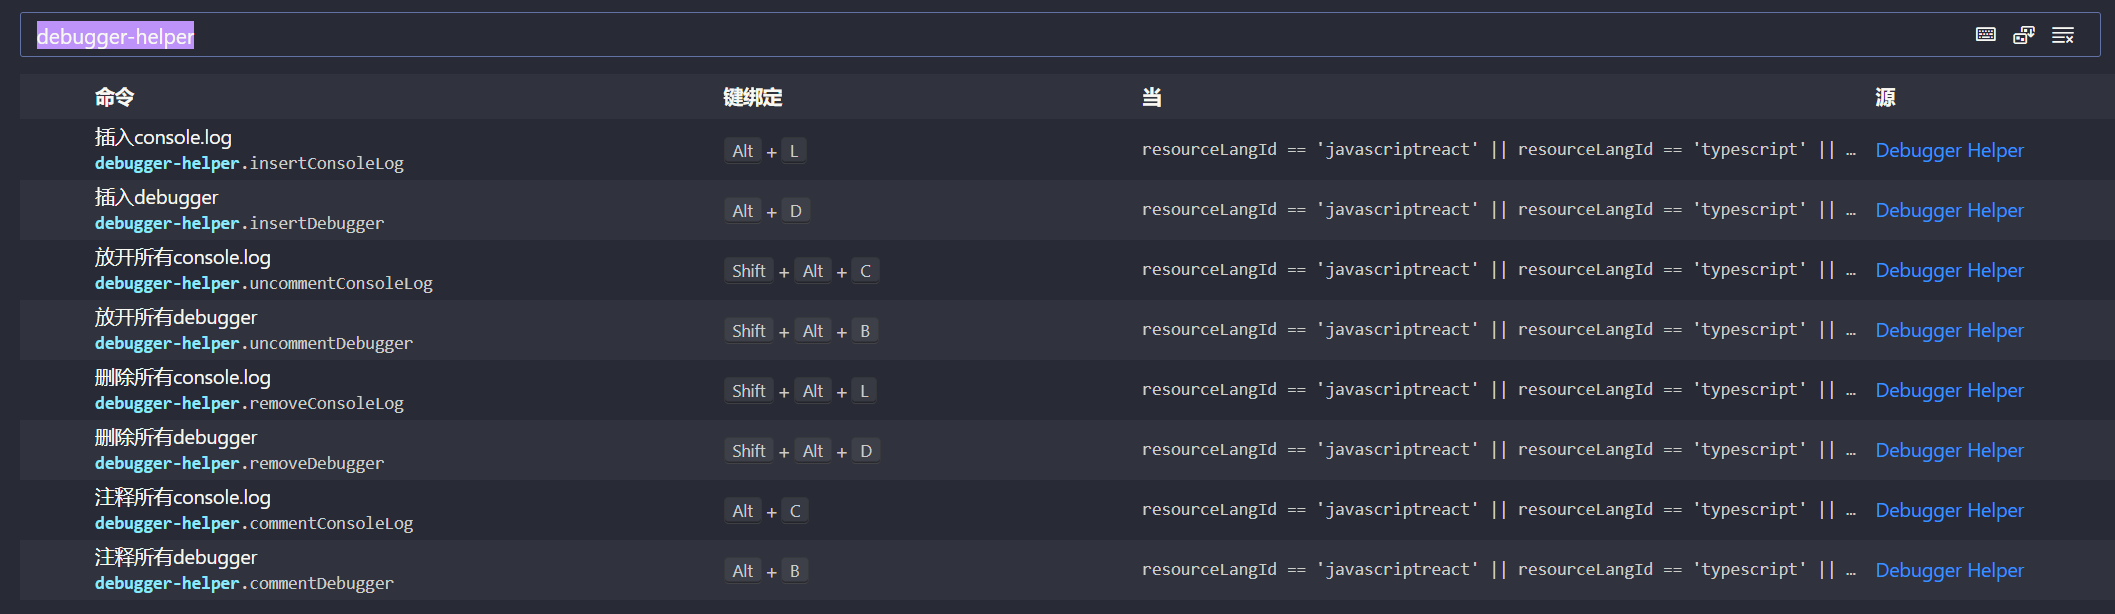 debugger-helper
命令 键绑定 当 源
插入console.log
debugger-helper.insertConsoleLog
Alt + L
resourceLangId == 'javascriptreact' || resourceLangId == 'typescript' || …
Debugger Helper
插入debugger
debugger-helper.insertDebugger
Alt + D
resourceLangId == 'javascriptreact' || resourceLangId == 'typescript' || …
Debugger Helper
放开所有console.log
debugger-helper.uncommentConsoleLog
Shift + Alt + C
resourceLangId == 'javascriptreact' || resourceLangId == 'typescript' || …
Debugger Helper
放开所有debugger
debugger-helper.uncommentDebugger
Shift + Alt + B
resourceLangId == 'javascriptreact' || resourceLangId == 'typescript' || …
Debugger Helper
删除所有console.log
debugger-helper.removeConsoleLog
Shift + Alt + L
resourceLangId == 'javascriptreact' || resourceLangId == 'typescript' || …
Debugger Helper
删除所有debugger
debugger-helper.removeDebugger
Shift + Alt + D
resourceLangId == 'javascriptreact' || resourceLangId == 'typescript' || …
Debugger Helper
注释所有console.log
debugger-helper.commentConsoleLog
Alt + C
resourceLangId == 'javascriptreact' || resourceLangId == 'typescript' || …
Debugger Helper
注释所有debugger
debugger-helper.commentDebugger
Alt + B
resourceLangId == 'javascriptreact' || resourceLangId == 'typescript' || …
Debugger Helper